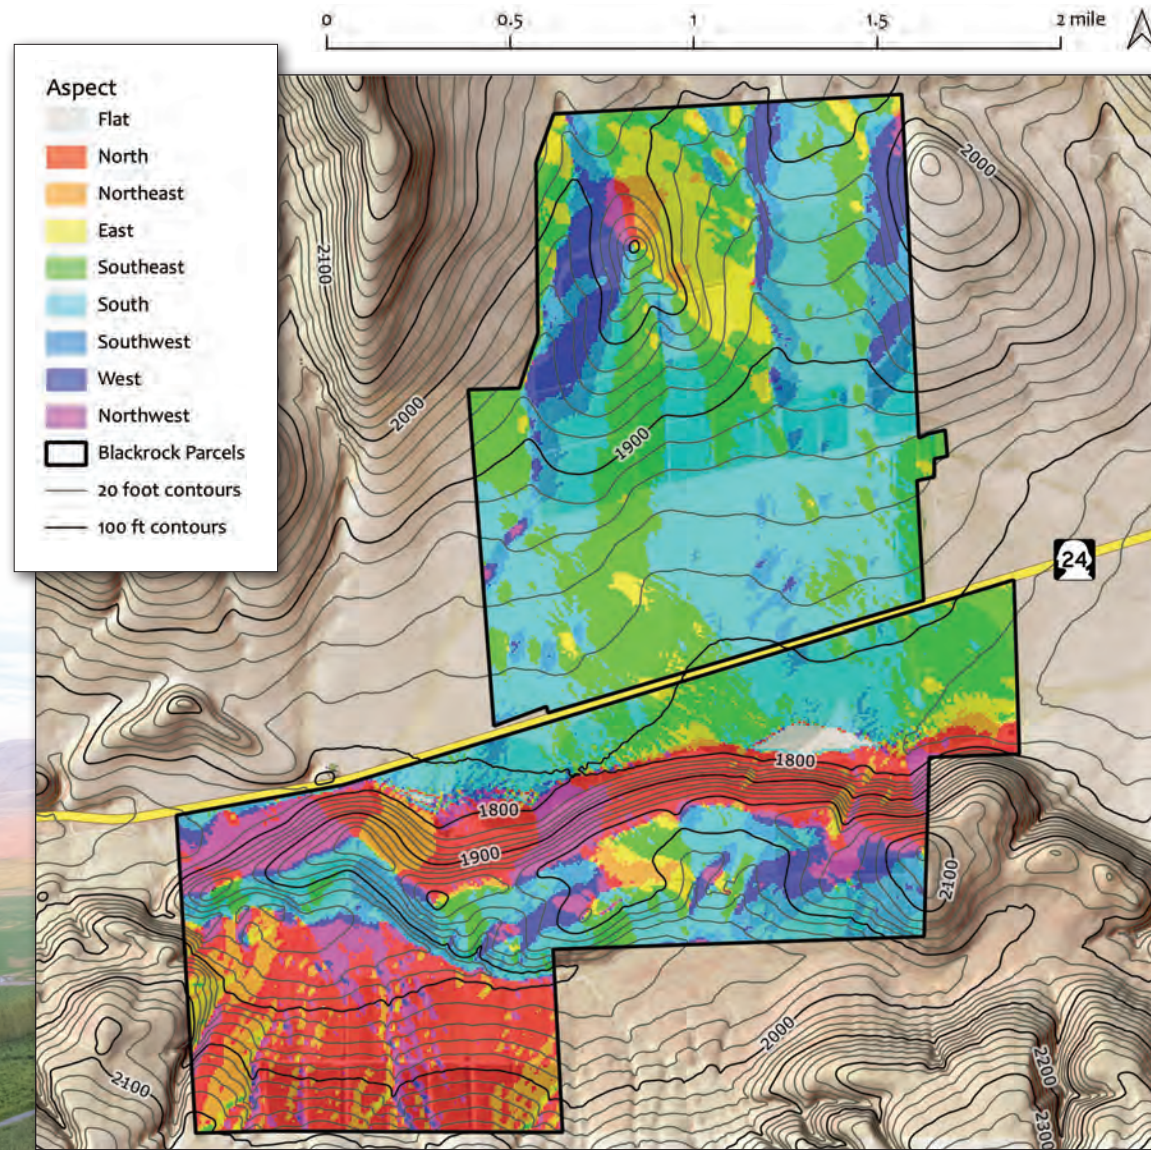 0 0.5 1 1.5 2 mile
Aspect
Flat
North
Northeast
East
Southeast
South
Southwest
West
Northwest
Blackrock Parcels
20 foot contours
100 ft contours
2000
2100
2000
1900
24
1800
1800
1900
2100
2000
2100
2200
2300